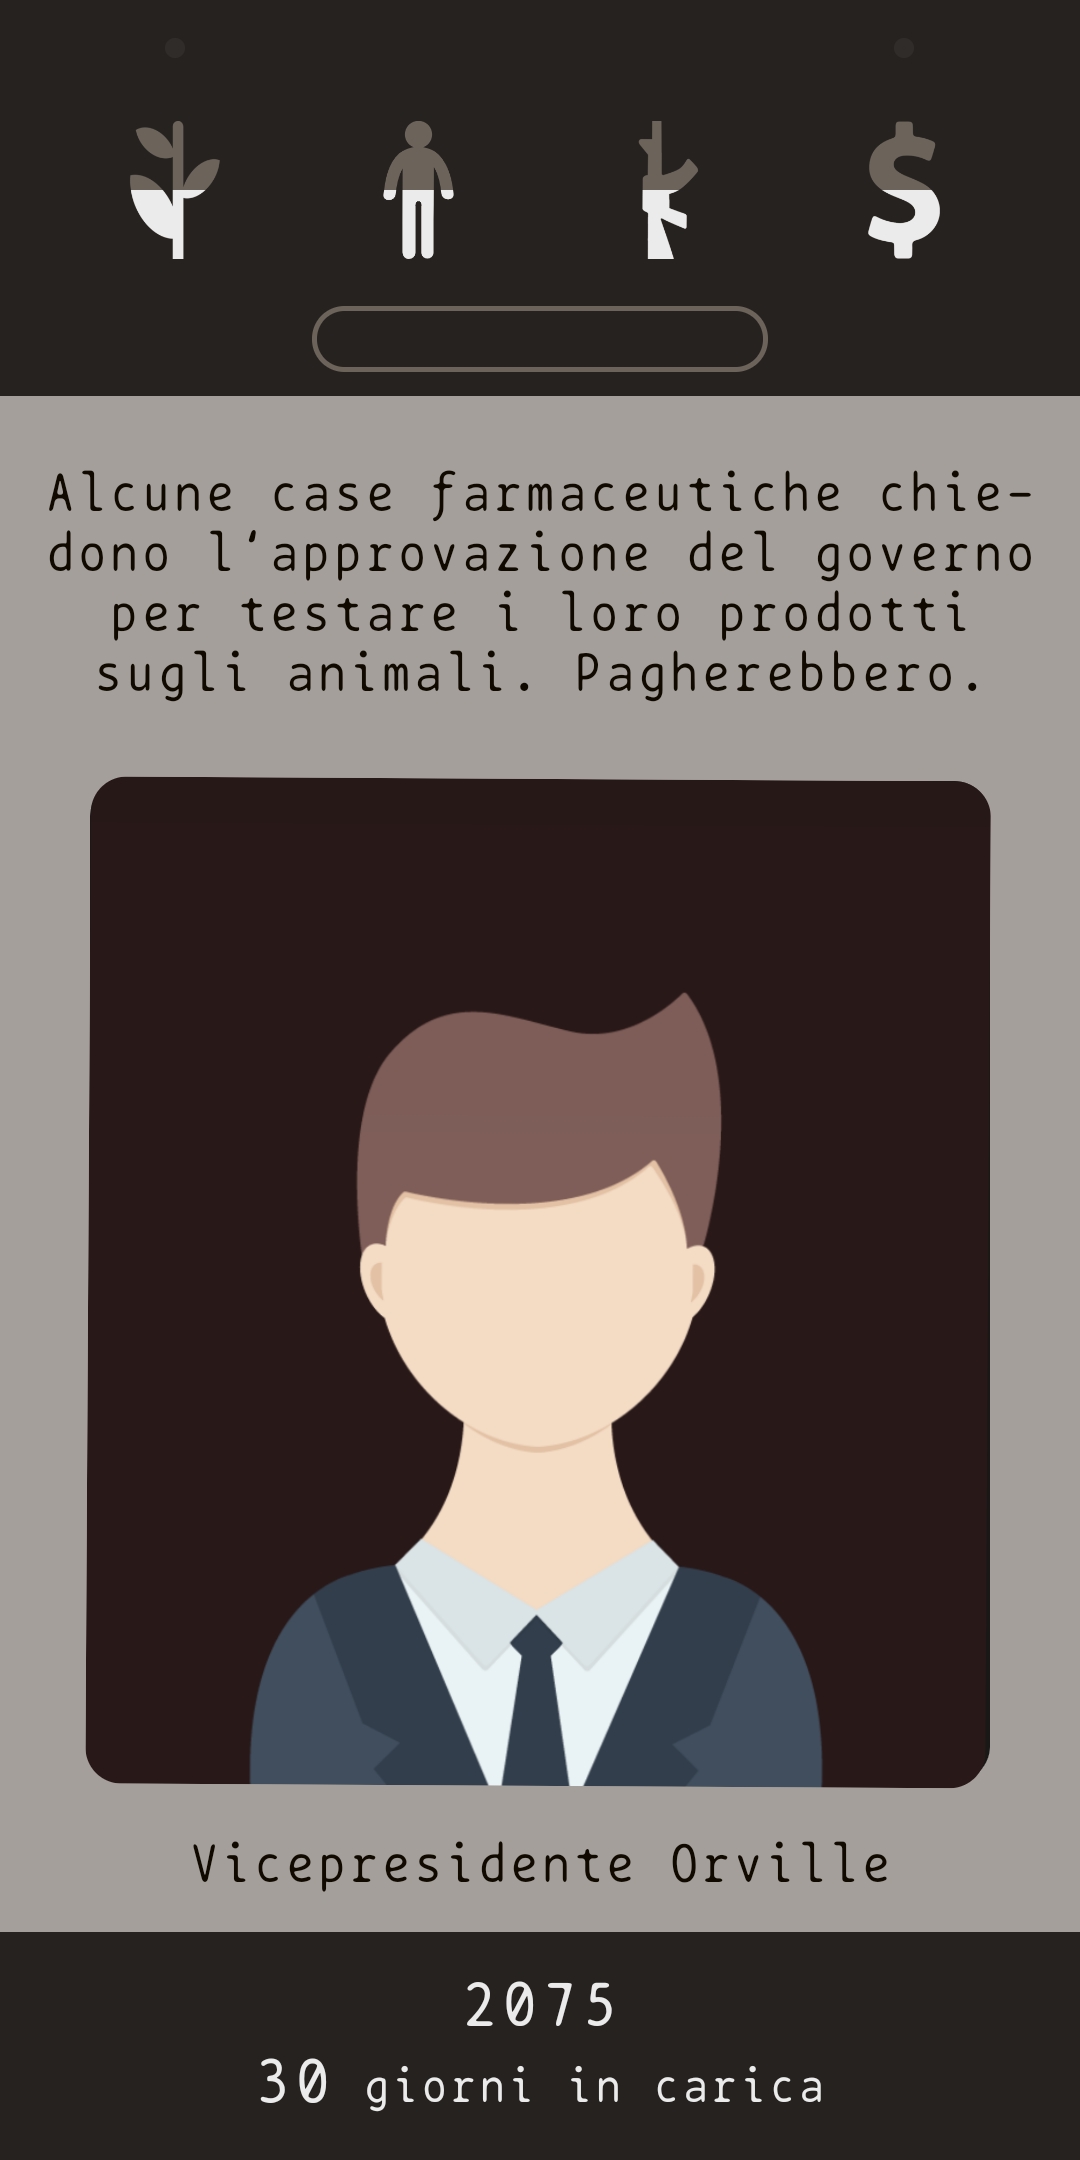 Alcune case farmaceutiche chie-
dono l‘approvazione del governo
per testare i loro prodotti
sugli animali. Pagherebbero.
Vicepresidente Orville
2075
30 giorni in carica